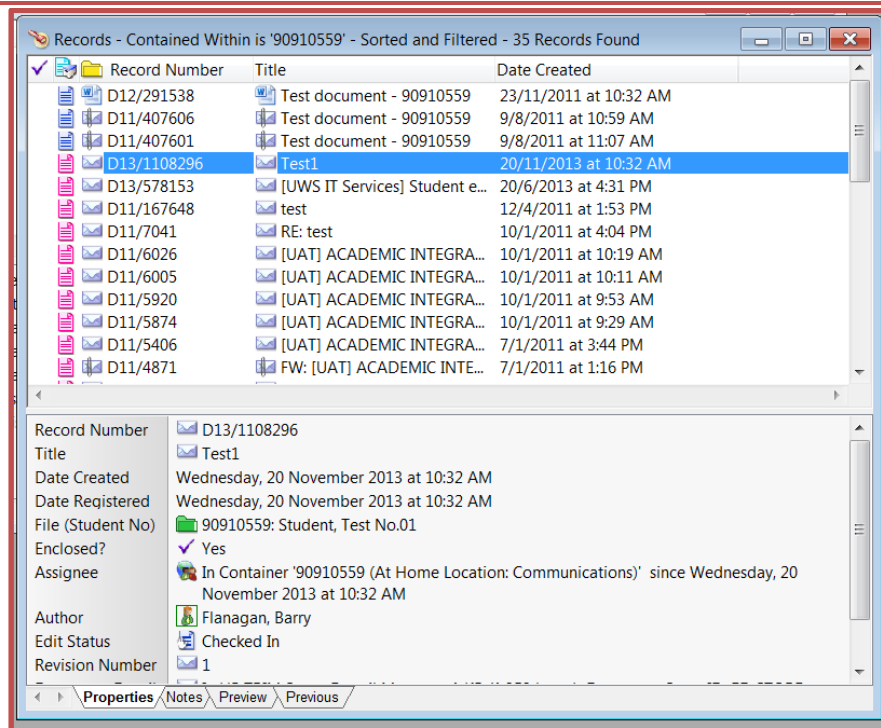 Records - Contained Within is '90910559' - Sorted and Filtered - 35 Records Found
Record Number Title Date Created
D12/291538 Test document - 90910559 23/11/2011 at 10:32 AM
D11/407606 Test document - 90910559 9/8/2011 at 10:59 AM
D11/407601 Test document - 90910559 9/8/2011 at 11:07 AM
D13/1108296 Test1 20/11/2013 at 10:32 AM
D13/578153 [UWS IT Services] Student e... 20/6/2013 at 4:31 PM
D11/167648 test 12/4/2011 at 1:53 PM
D11/7041 RE: test 10/1/2011 at 4:04 PM
D11/6026 [UAT] ACADEMIC INTEGRA... 10/1/2011 at 10:19 AM
D11/6005 [UAT] ACADEMIC INTEGRA... 10/1/2011 at 10:11 AM
D11/5920 [UAT] ACADEMIC INTEGRA... 10/1/2011 at 9:53 AM
D11/5874 [UAT] ACADEMIC INTEGRA... 10/1/2011 at 9:29 AM
D11/5406 [UAT] ACADEMIC INTEGRA... 7/1/2011 at 3:44 PM
D11/4871 FW: [UAT] ACADEMIC INTE... 7/1/2011 at 1:16 PM
Record Number D13/1108296
Title Test1
Date Created Wednesday, 20 November 2013 at 10:32 AM
Date Registered Wednesday, 20 November 2013 at 10:32 AM
File (Student No) 90910559: Student, Test No.01
Enclosed? Yes
Assignee In Container '90910559 (At Home Location: Communications)' since Wednesday, 20
November 2013 at 10:32 AM
Author Flanagan, Barry
Edit Status Checked In
Revision Number 1
Properties Notes Preview Previous